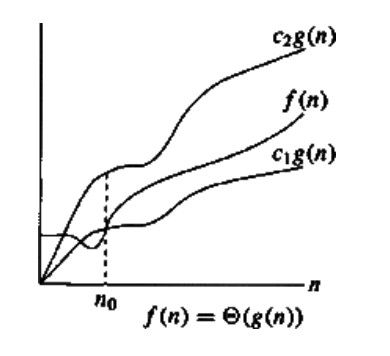 c₂g(n)
f(n)
c₁g(n)
n
n₀
f(n) = Θ(g(n))